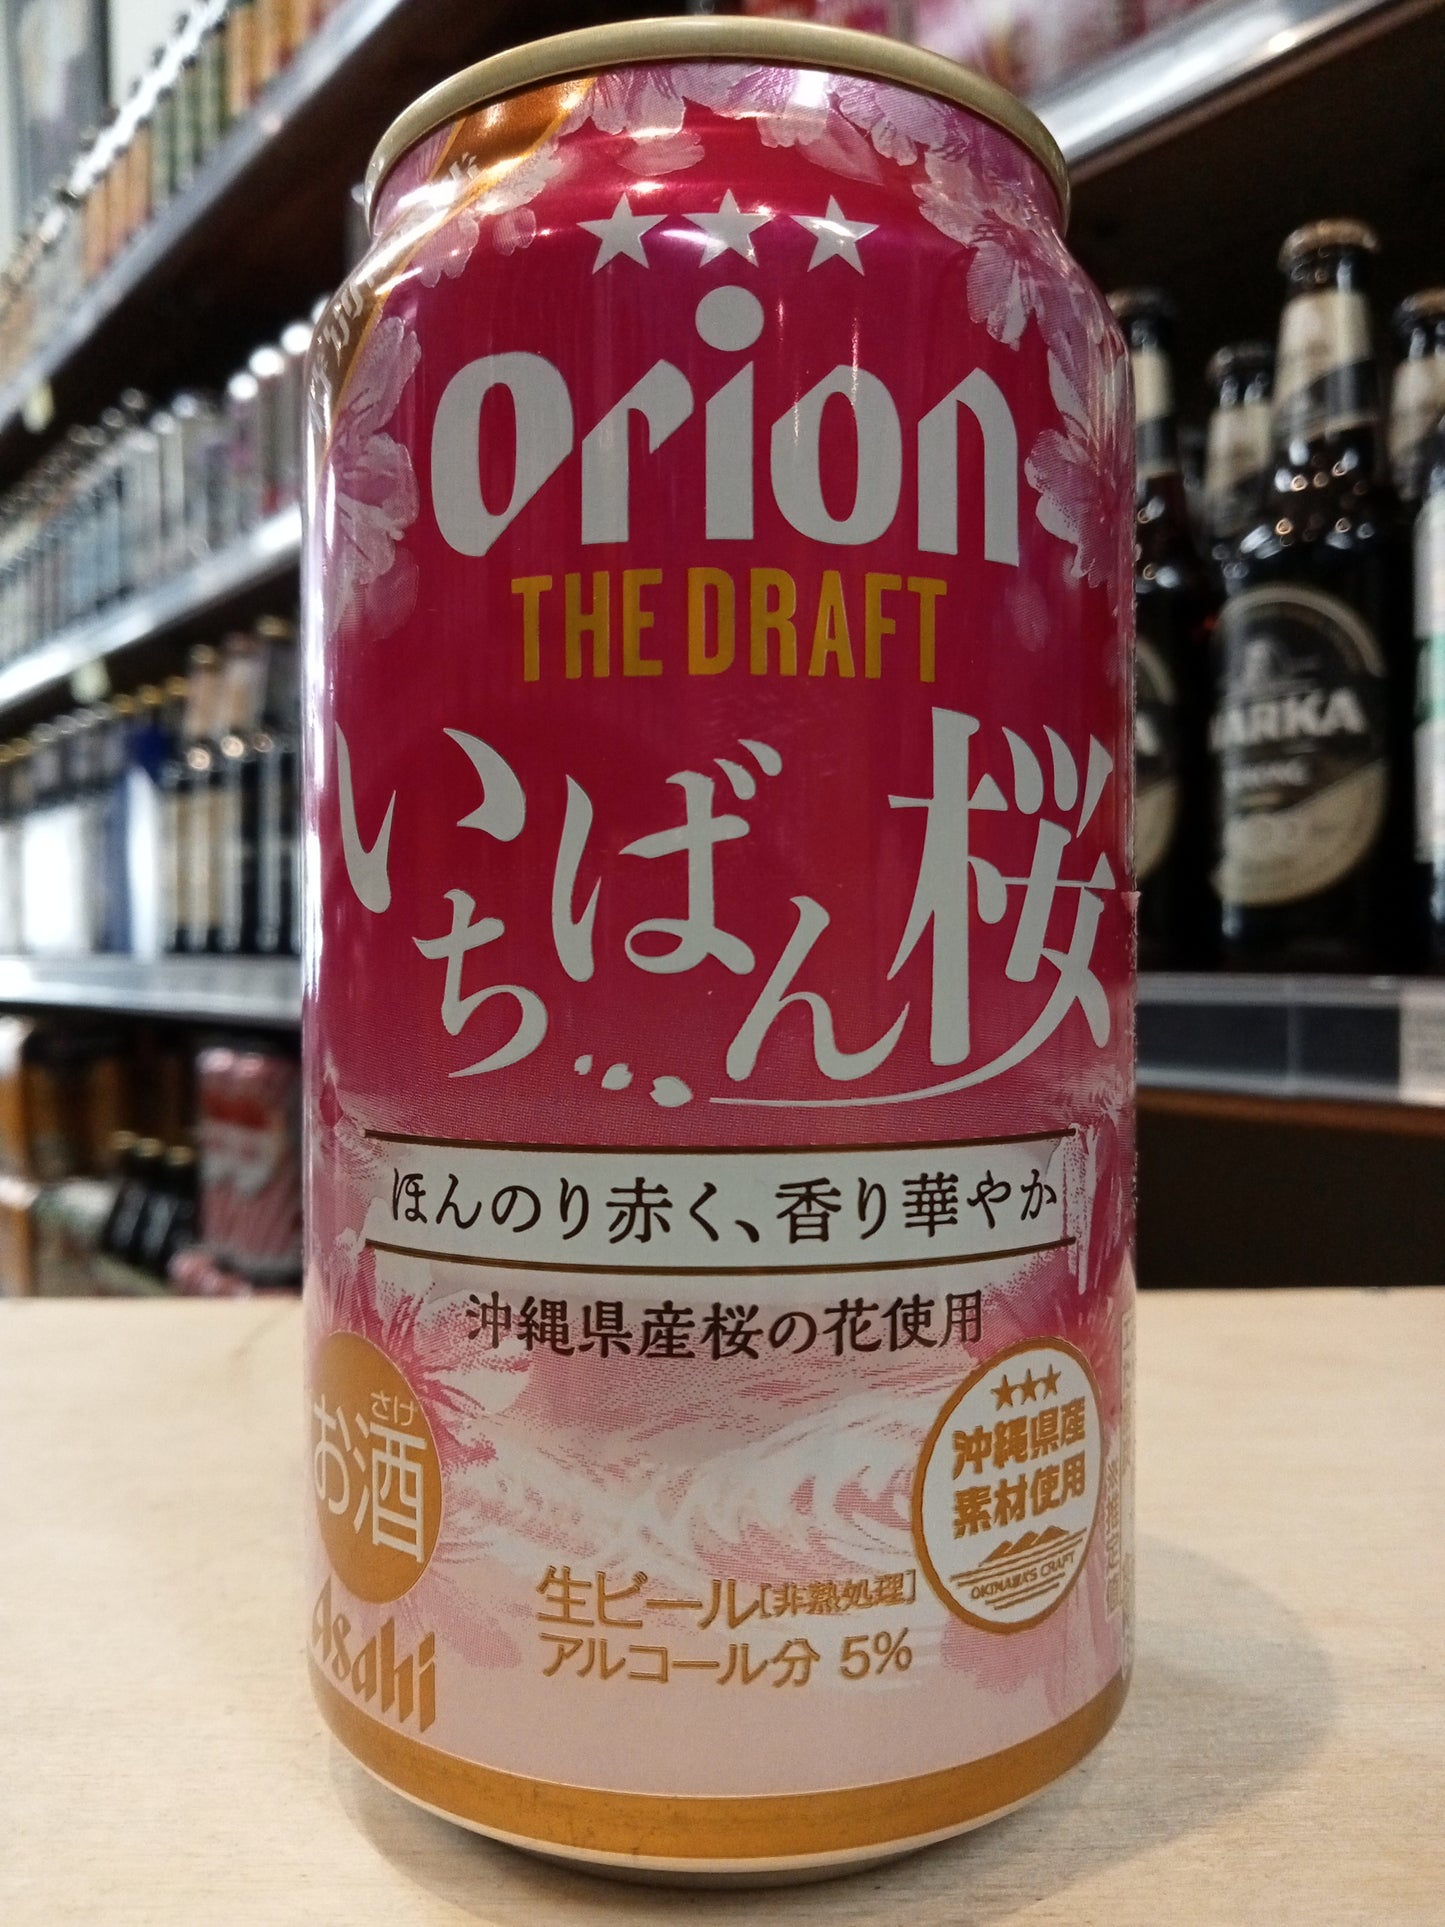 orion
THE DRAFT
いちばん桜
ほんのり赤く、香り華やか
沖縄県産桜の花使用
さけ
お酒
沖縄県産
素材使用
OKINAWA'S CRAFT
生ビール[非熱処理]
アルコール分 5%
Asahi
ARKA